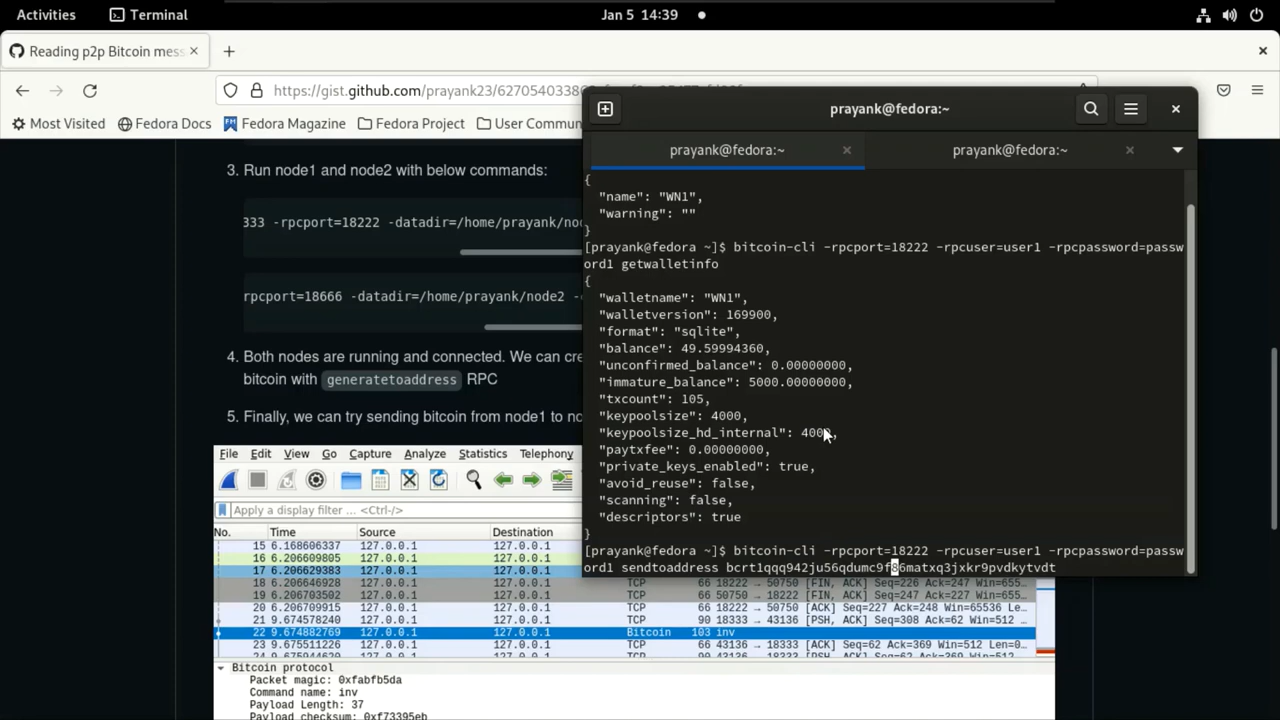 Activities
Terminal
Jan 5 14:39
Reading p2p Bitcoin mes
https://gist.github.com/prayank23/
Most Visited
Fedora Docs
Fedora Magazine
Fedora Project
User Commun
3. Run node1 and node2 with below commands:
333 -rpcport=18222 -datadir=/home/prayank/no
rpcport=18666 -datadir=/home/prayank/node2 -
4. Both nodes are running and connected. We can cre
bitcoin with generatetoaddress RPC
5. Finally, we can try sending bitcoin from node1 to no
File Edit View Go Capture Analyze Statistics Telephony
Apply a display filter ... <Ctrl-/>
No. Time Source Destination
15 6.168606337 127.0.0.1 127.0.0.1
16 6.206609805 127.0.0.1 127.0.0.1
17 6.206629383 127.0.0.1 127.0.0.1
18 6.206646928 127.0.0.1 127.0.0.1 TCP 66 18222 → 50750 [FIN, ACK] Seq=226 Ack=247 Win=655
19 6.206703502 127.0.0.1 127.0.0.1 TCP 66 50750 → 18222 [FIN, ACK] Seq=247 Ack=227 Win=655
20 6.206709915 127.0.0.1 127.0.0.1 TCP 66 18222 → 50750 [ACK] Seq=227 Ack=248 Win=65536 Le…
21 9.674578240 127.0.0.1 127.0.0.1 TCP 90 18333 → 43136 [PSH, ACK] Seq=308 Ack=62 Win=512
22 9.674882769 127.0.0.1 127.0.0.1 Bitcoin 103 inv
23 9.675511226 127.0.0.1 127.0.0.1 TCP 66 43136 → 18333 [ACK] Seq=62 Ack=369 Win=512 Len=0…
Bitcoin protocol
Packet magic: 0xfabfb5da
Command name: inv
Payload Length: 37
Payload checksum: 0xf73395eb
prayank@fedora:~
prayank@fedora:~
prayank@fedora:~
{
"name": "WN1",
"warning": ""
}
[prayank@fedora ~]$ bitcoin-cli -rpcport=18222 -rpcuser=user1 -rpcpassword=passw
ord1 getwalletinfo
{
"walletname": "WN1",
"walletversion": 169900,
"format": "sqlite",
"balance": 49.59994360,
"unconfirmed_balance": 0.00000000,
"immature_balance": 5000.00000000,
"txcount": 105,
"keypoolsize": 4000,
"keypoolsize_hd_internal": 4000,
"paytxfee": 0.00000000,
"private_keys_enabled": true,
"avoid_reuse": false,
"scanning": false,
"descriptors": true
}
[prayank@fedora ~]$ bitcoin-cli -rpcport=18222 -rpcuser=user1 -rpcpassword=passw
ord1 sendtoaddress bcrt1qqq942ju56qdumc9f86matxq3jxkr9pvdkytvdt